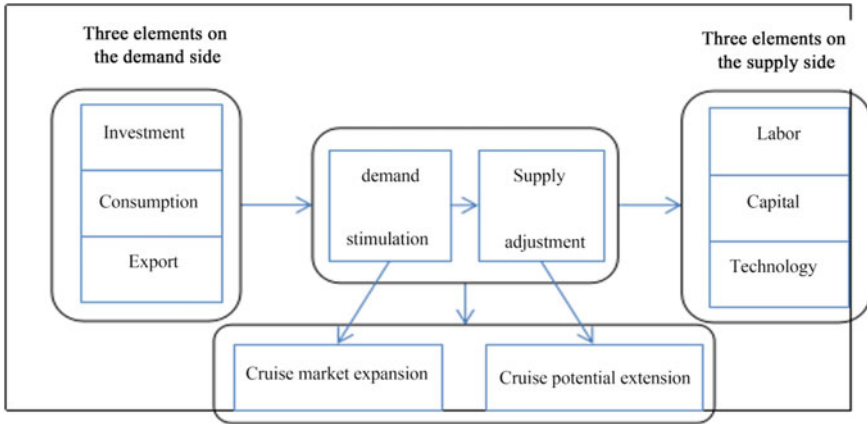 Three elements on
the demand side
Three elements on
the supply side
Investment
Consumption
Export
demand
stimulation
Supply
adjustment
Labor
Capital
Technology
Cruise market expansion
Cruise potential extension